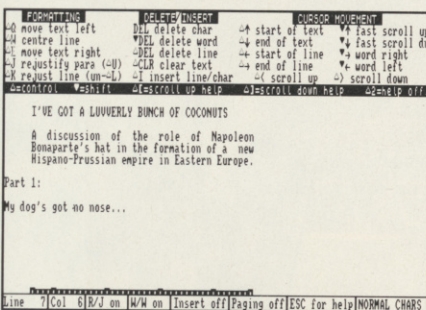 FORMATTING DELETE/INSERT CURSOR MOVEMENT
move text left DEL delete char start of text fast scroll up
centre line DEL delete word end of text fast scroll
move text right DEL delete line start of line word right
J rejustify para (U) CLR clear text end of line word left
K rejust line (un-L) I insert line/char ( scroll up ) scroll down
=control =shift E=scroll up help J=scroll down help 2=help off
I'VE GOT A LUVVERLY BUNCH OF COCONUTS
A discussion of the role of Napoleon
Bonaparte's hat in the formation of a new
Hispano-Prussian empire in Eastern Europe.
Part 1:
My dog's got no nose...
Line 7 Col 6 R/J on W/W on Insert off Paging off ESC for help NORMAL CHARS